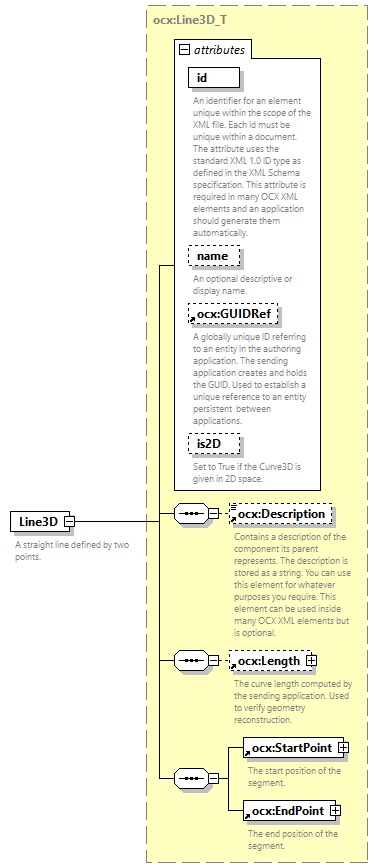 ocx:Line3D_T
attributes
id
An identifier for an element
unique within the scope of the
XML file. Each id must be
unique within a document.
The attribute uses the
standard XML 1.0 ID type as
defined in the XML Schema
specification. This attribute is
required in many OCX XML
elements and an application
should generate them
automatically.
name
An optional descriptive or
display name.
ocx:GUIDRef
A globally unique ID referring
to an entity in the authoring
application. The sending
application creates and holds
the GUID. Used to establish a
unique reference to an entity
persistent between
applications.
is2D
Set to True if the Curve3D is
given in 2D space.
Line3D
A straight line defined by two
points.
ocx:Description
Contains a description of the
component its parent
represents. The description is
stored as a string. You can use
this element for whatever
purposes you require. This
element can be used inside
many OCX XML elements but
is optional.
ocx:Length
The curve length computed by
the sending application. Used
to verify geometry
reconstruction.
ocx:StartPoint
The start position of the
segment.
ocx:EndPoint
The end position of the
segment.